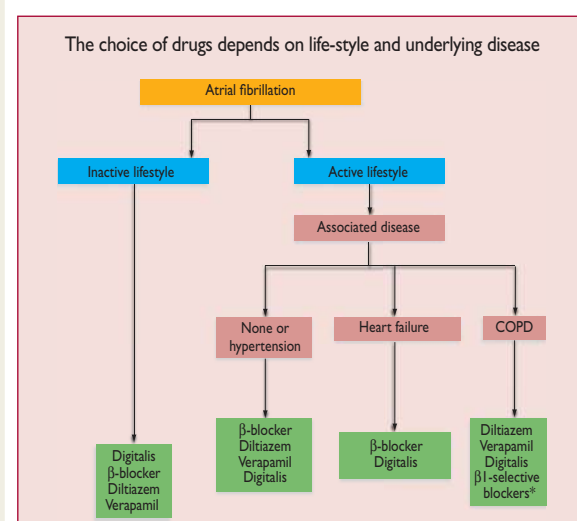 The choice of drugs depends on life-style and underlying disease
Atrial fibrillation
Inactive lifestyle
Active lifestyle
Associated disease
None or
hypertension
Heart failure
COPD
Digitalis
β-blocker
Diltiazem
Verapamil
β-blocker
Diltiazem
Verapamil
Digitalis
β-blocker
Digitalis
Diltiazem
Verapamil
Digitalis
β1-selective
blockers*